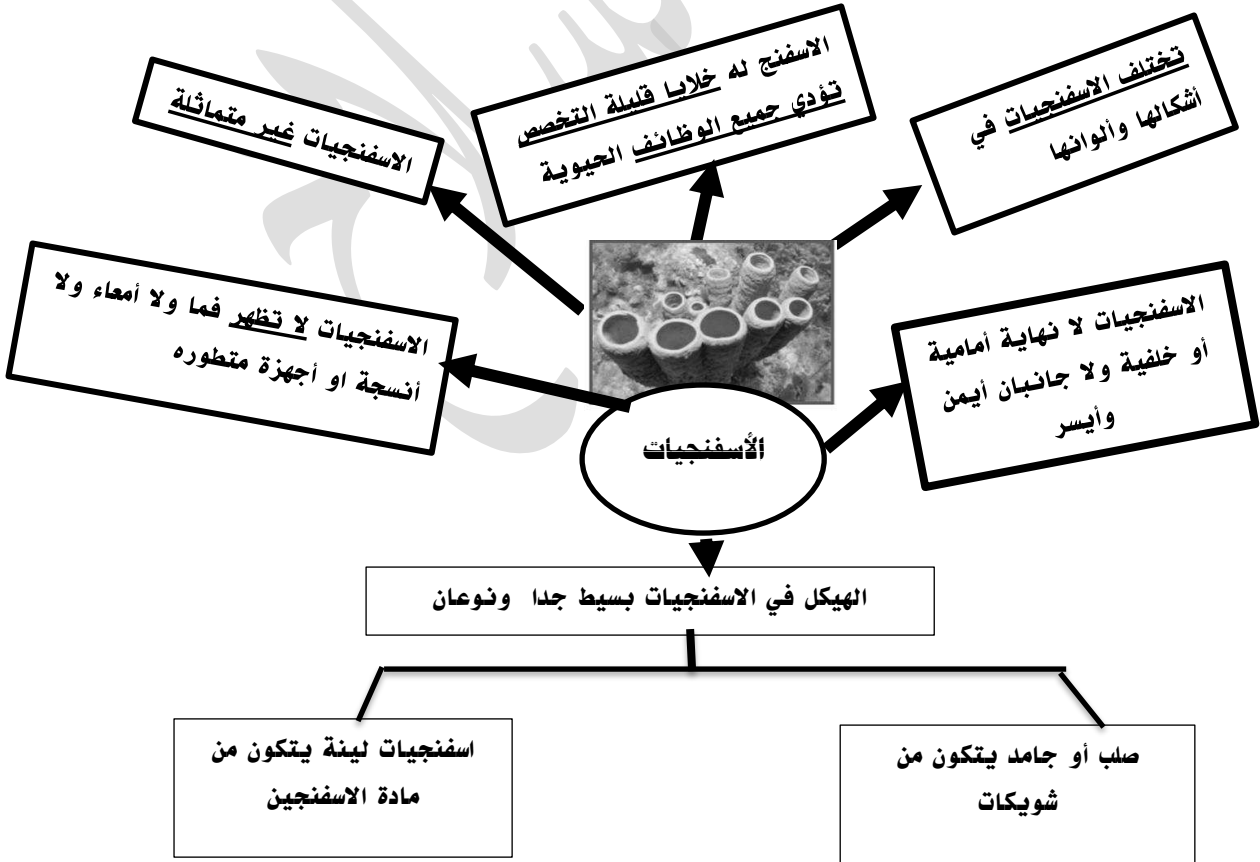 تختلف الاسفنجيات في
أشكالها وألوانها
الاسفنج له خلايا قليلة التخصص
تؤدي جميع الوظائف الحيوية
الاسفنجيات غير متماثلة
الاسفنجيات لا نهاية أمامية
أو خلفية ولا جانبان أيمن
وأيسر
الاسفنجيات لا تظهر فما ولا أمعاء ولا
أنسجة او أجهزة متطوره
الأسفنجيات
الهيكل في الاسفنجيات بسيط جدا ونوعان
صلب أو جامد يتكون من
شويكات
اسفنجيات لينة يتكون من
مادة الاسفنجين